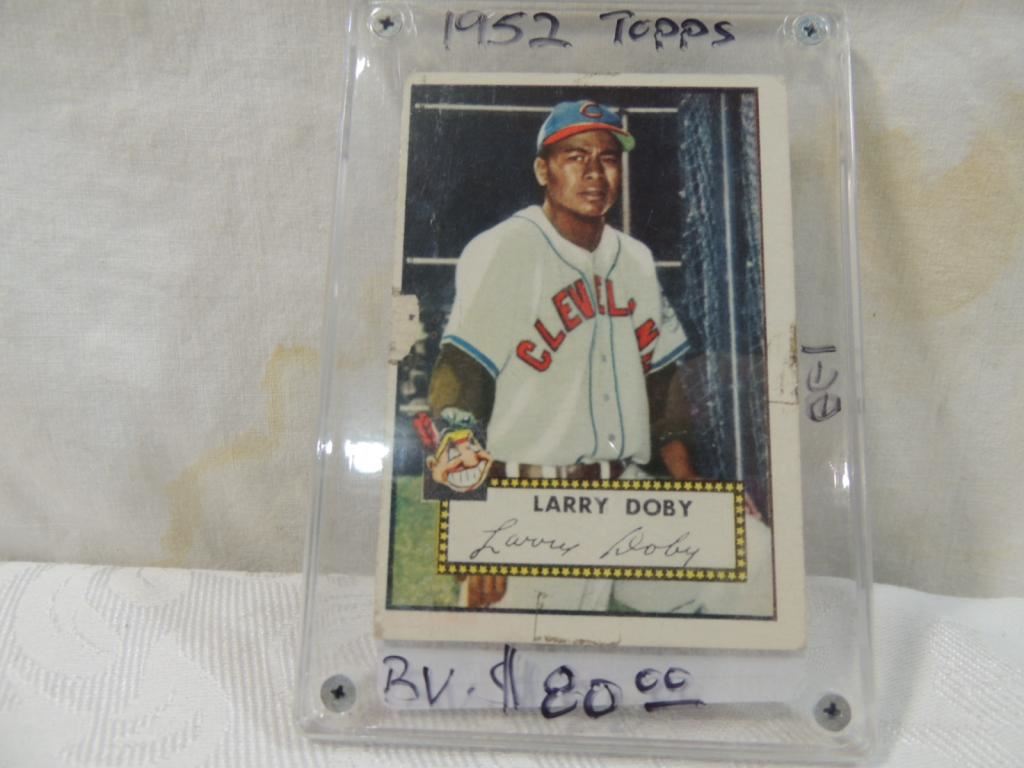 1952 Topps
C
CLEVELAN
LARRY DOBY
Larry Doby
BV. $80.00